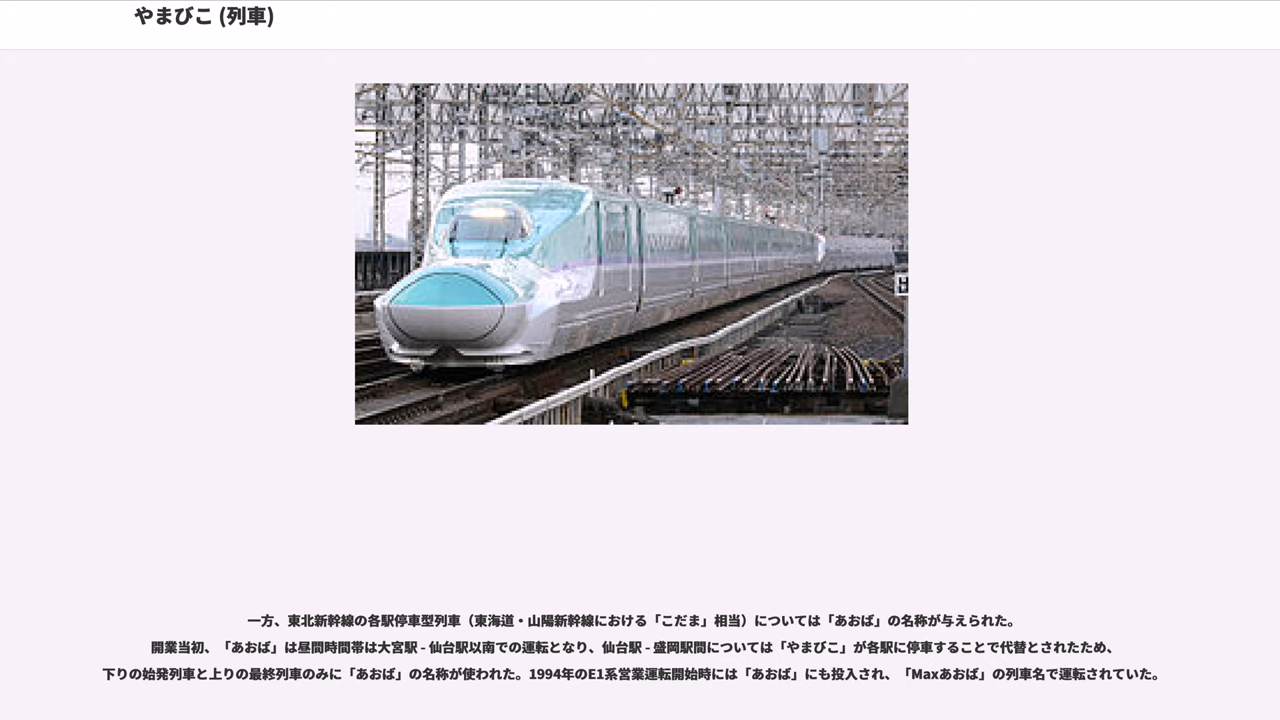 やまびこ (列車)
一方、東北新幹線の各駅停車型列車（東海道・山陽新幹線における「こだま」相当）については「あおば」の名称が与えられた。
開業当初、「あおば」は昼間時間帯は大宮駅 - 仙台駅以南での運転となり、仙台駅 - 盛岡駅間については「やまびこ」が各駅に停車することで代替とされたため、
下りの始発列車と上りの最終列車のみに「あおば」の名称が使われた。1994年のE1系営業運転開始時には「あおば」にも投入され、「Maxあおば」の列車名で運転されていた。